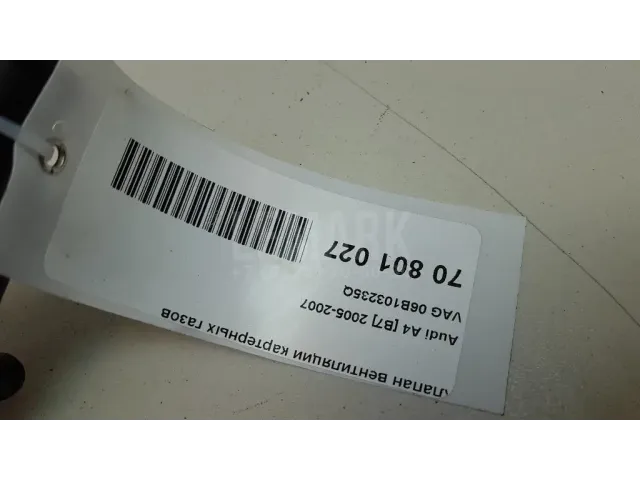 лапан вентиляции картерных газов
Audi A4 [B7] 2005-2007
VAG 06B103235Q
70 801 027